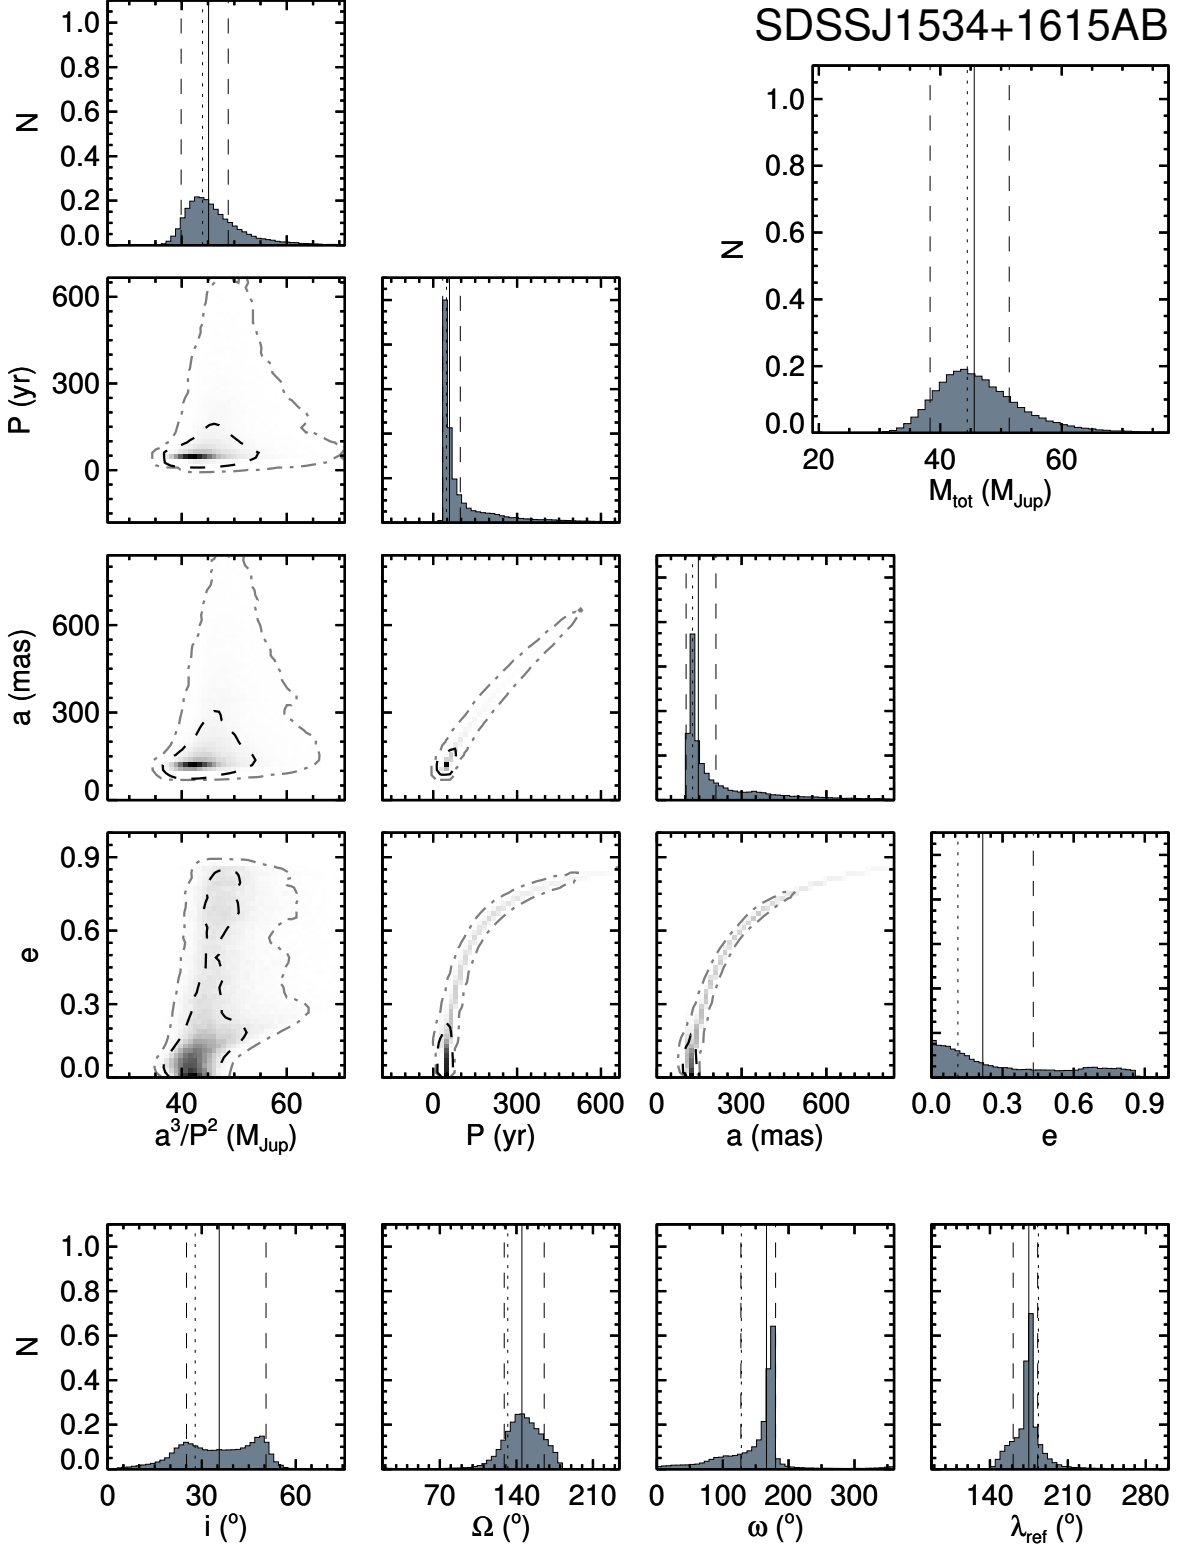 SDSSJ1534+1615AB
1.0
0.8
0.6
0.4
0.2
0.0
N
1.0
0.8
0.6
0.4
0.2
0.0
N
20 40 60
M_tot (M_Jup)
600
300
0
P (yr)
600
300
0
a (mas)
0.9
0.6
0.3
0.0
e
40 60
a³/P² (M_Jup)
0 300 600
P (yr)
0 300 600
a (mas)
0.0 0.3 0.6 0.9
e
1.0
0.8
0.6
0.4
0.2
0.0
N
0 30 60
i (°)
70 140 210
Ω (°)
0 100 200 300
ω (°)
140 210 280
λ_ref (°)